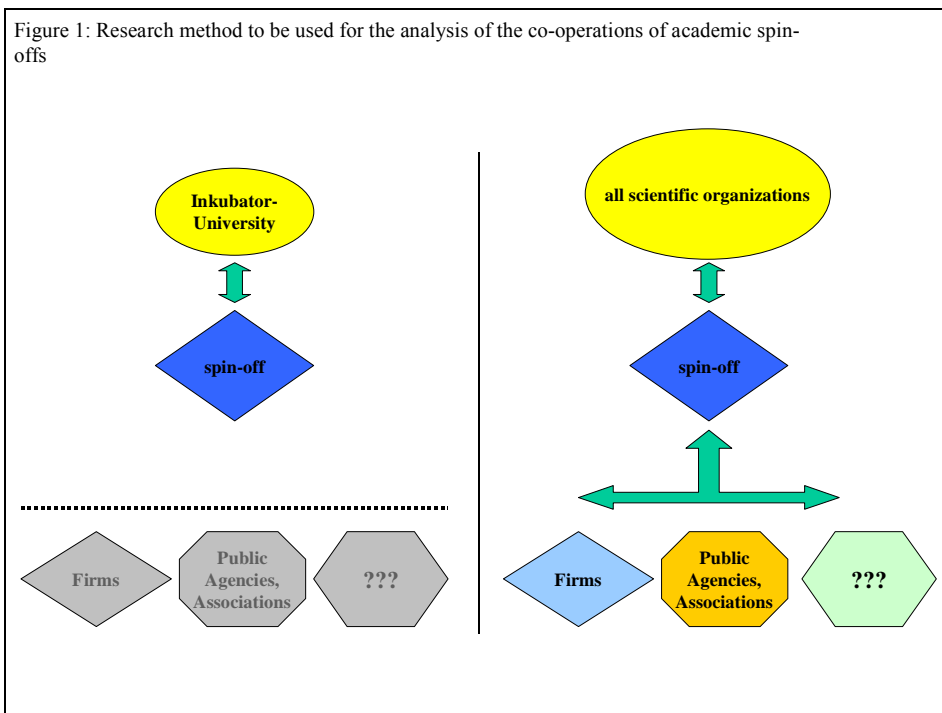 Figure 1: Research method to be used for the analysis of the co-operations of academic spin-
offs
Inkubator-
University
spin-off
Firms
Public
Agencies,
Associations
???
all scientific organizations
spin-off
Firms
Public
Agencies,
Associations
???